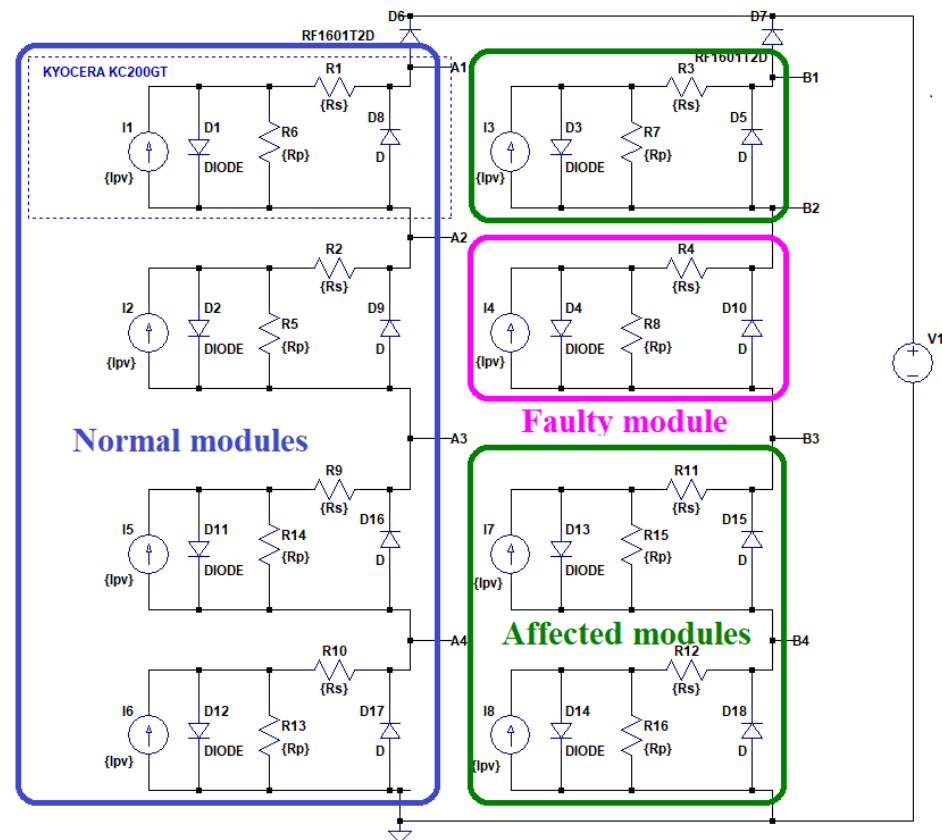 D6
D7
RF1601T2D
RF1601T2D
KYOCERA KC200GT
A1
B1
R1
{Rs}
I1
{Ipv}
D1
DIODE
R6
{Rp}
D8
D
R3
{Rs}
I3
{Ipv}
D3
DIODE
R7
{Rp}
D5
D
A2
B2
R2
{Rs}
I2
{Ipv}
D2
DIODE
R5
{Rp}
D9
D
R4
{Rs}
I4
{Ipv}
D4
DIODE
R8
{Rp}
D10
D
V1
Normal modules
Faulty module
A3
B3
R9
{Rs}
I5
{Ipv}
D11
DIODE
R14
{Rp}
D16
D
R11
{Rs}
I7
{Ipv}
D13
DIODE
R15
{Rp}
D15
D
Affected modules
A4
B4
R10
{Rs}
I6
{Ipv}
D12
DIODE
R13
{Rp}
D17
D
R12
{Rs}
I8
{Ipv}
D14
DIODE
R16
{Rp}
D18
D